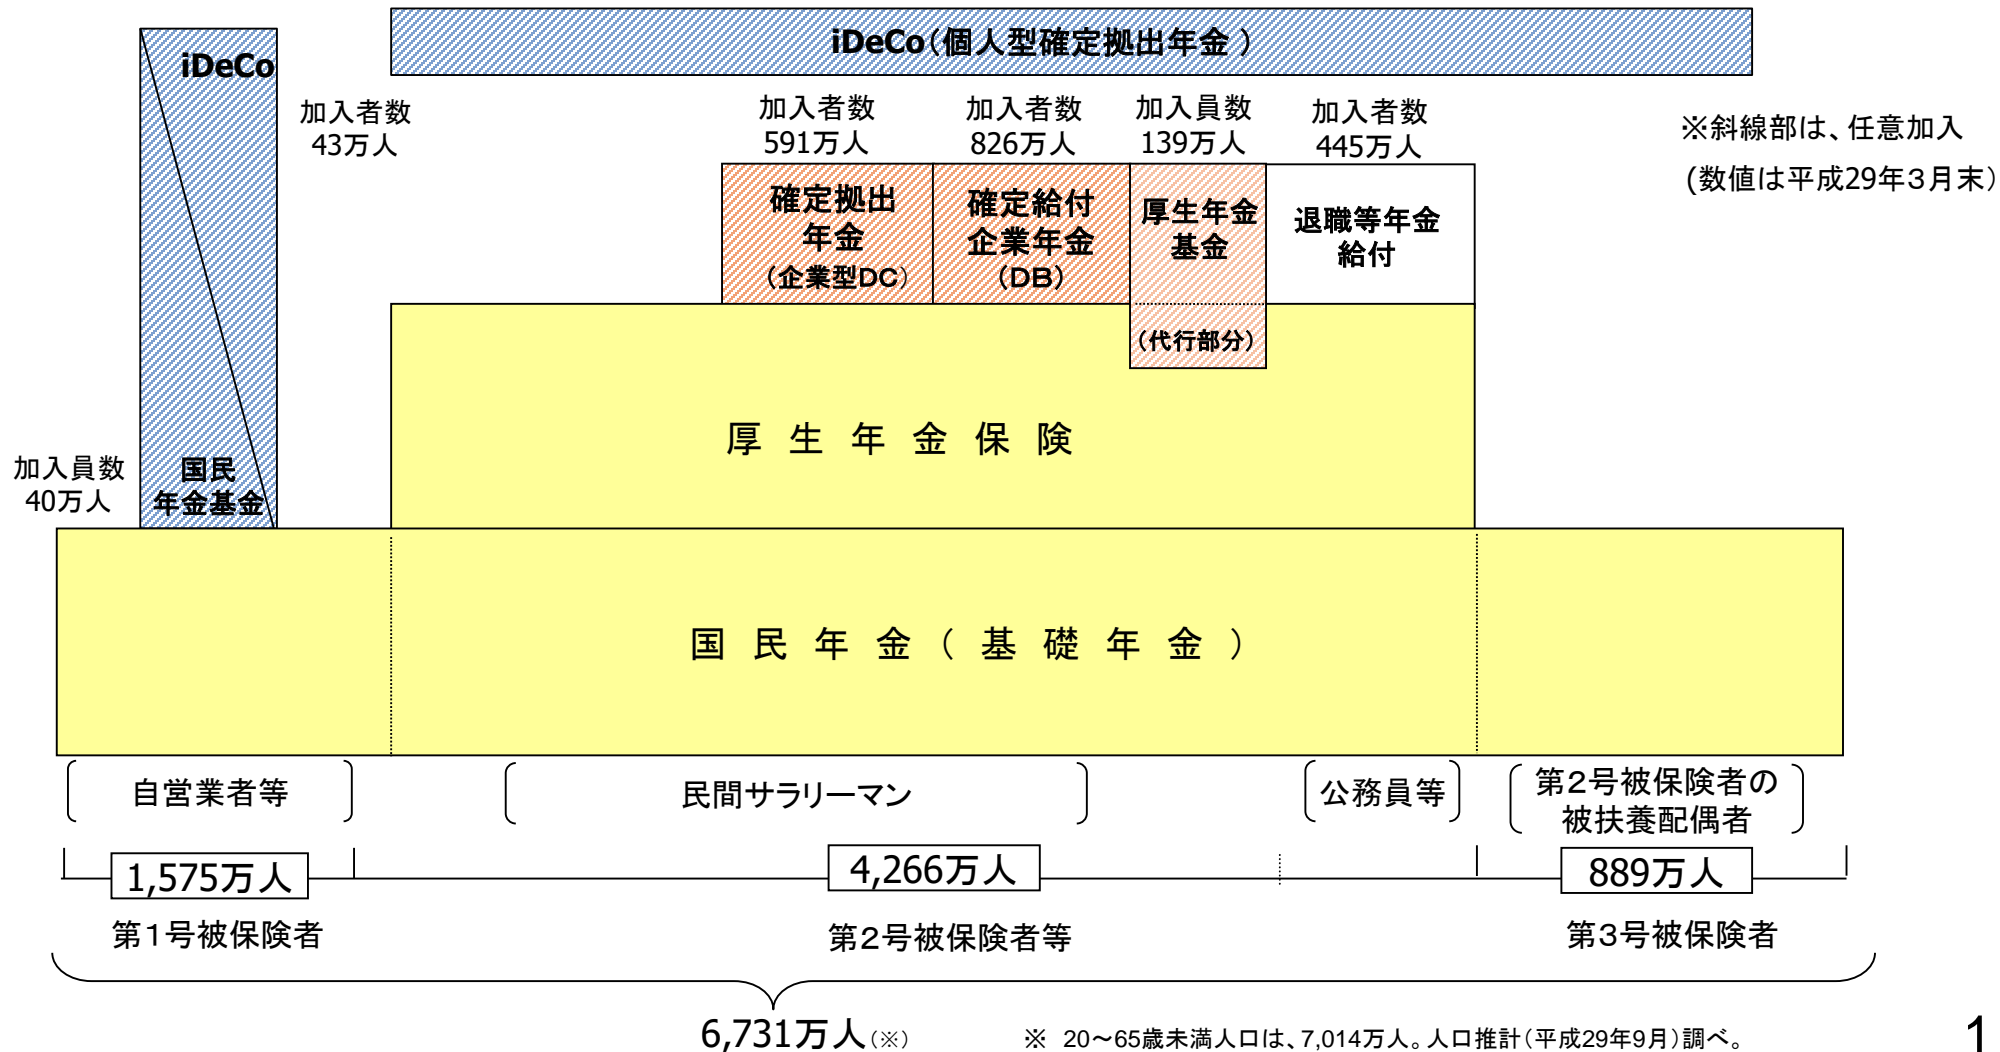 iDeCo(個人型確定拠出年金 )
iDeCo
加入者数
43万人
加入者数
591万人
加入者数
826万人
加入員数
139万人
加入者数
445万人
※斜線部は、任意加入
(数値は平成29年3月末)
確定拠出
年金
(企業型DC)
確定給付
企業年金
(DB)
厚生年金
基金
(代行部分)
退職等年金
給付
厚 生 年 金 保 険
加入員数
40万人
国民
年金基金
国 民 年 金 ( 基 礎 年 金 )
自営業者等
民間サラリーマン
公務員等
第2号被保険者の
被扶養配偶者
1,575万人
4,266万人
889万人
第1号被保険者
第2号被保険者等
第3号被保険者
6,731万人(※)
※ 20~65歳未満人口は、7,014万人。人口推計(平成29年9月)調べ。
1